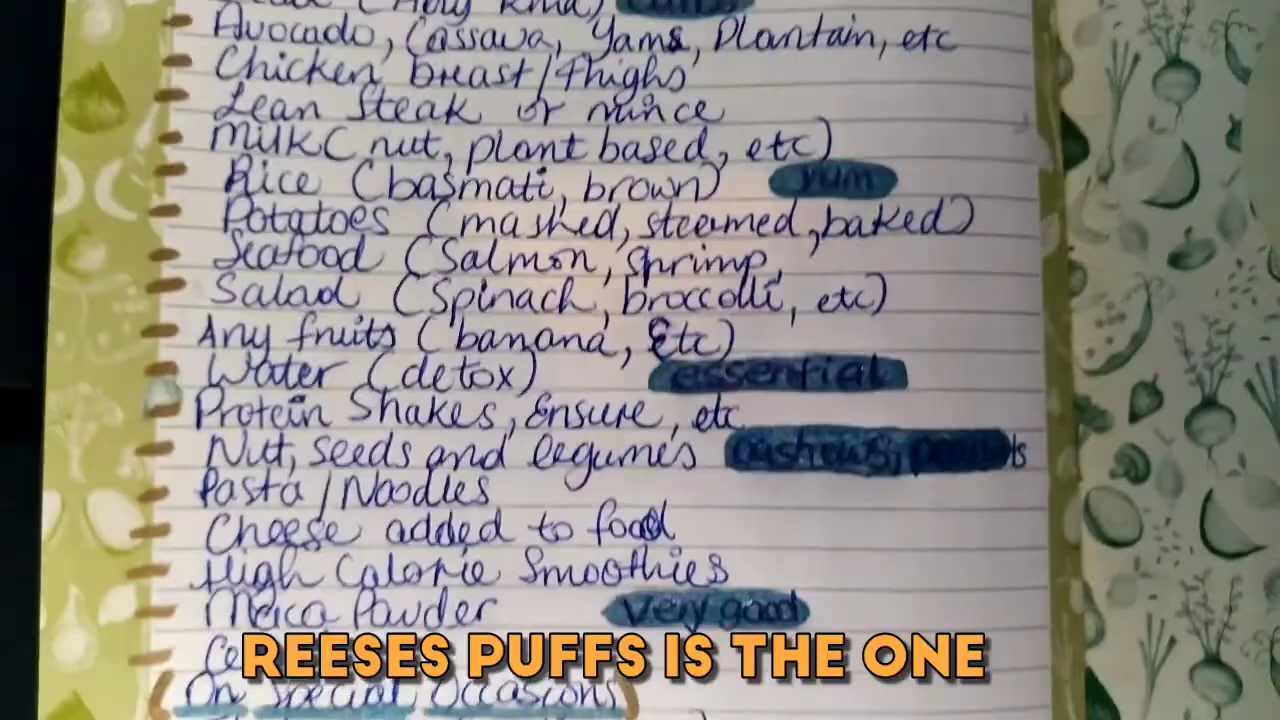 Avocado, Cassava, Yams, Plantain, etc
Chicken breast/Thighs
Lean Steak or mince
Milk (nut, plant based, etc)
Rice (basmati, brown) yum
Potatoes (mashed, steamed, baked)
Seafood (Salmon, Shrimp,
Salad (Spinach, broccolli, etc)
Any fruits (banana, Etc)
Water (detox) essential
Protein Shakes, Ensure, etc
Nut, seeds and legumes cashews, peanuts
Pasta/Noodles
Cheese added to food
High Calorie Smoothies
Maca Powder Very good
REESES PUFFS IS THE ONE
(On Special Occasions)